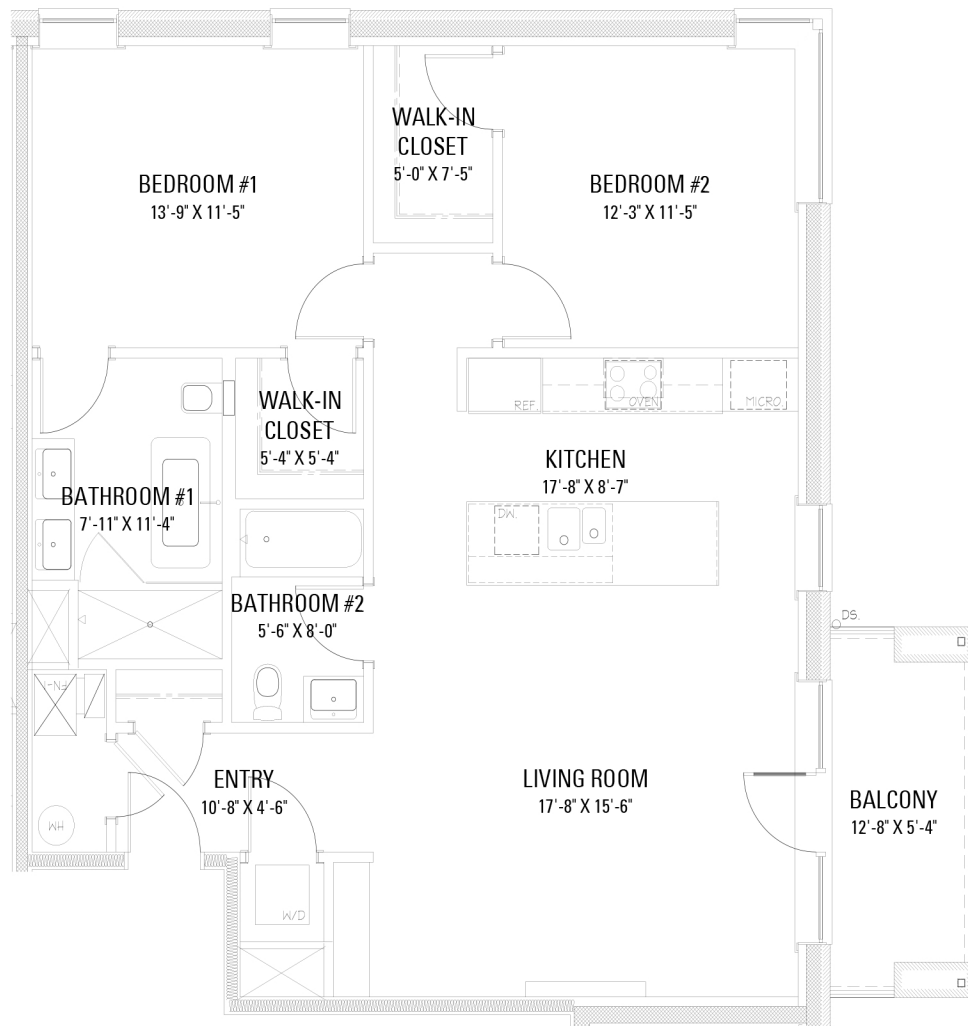 WALK-IN
CLOSET
5'-0" X 7'-5"
BEDROOM #1
13'-9" X 11'-5"
BEDROOM #2
12'-3" X 11'-5"
REF.
OVEN
MICRO.
WALK-IN
CLOSET
5'-4" X 5'-4"
KITCHEN
17'-8" X 8'-7"
BATHROOM #1
7'-11" X 11'-4"
DW.
BATHROOM #2
5'-6" X 8'-0"
DS.
FN-1
ENTRY
10'-8" X 4'-6"
LIVING ROOM
17'-8" X 15'-6"
BALCONY
12'-8" X 5'-4"
HW
W/D